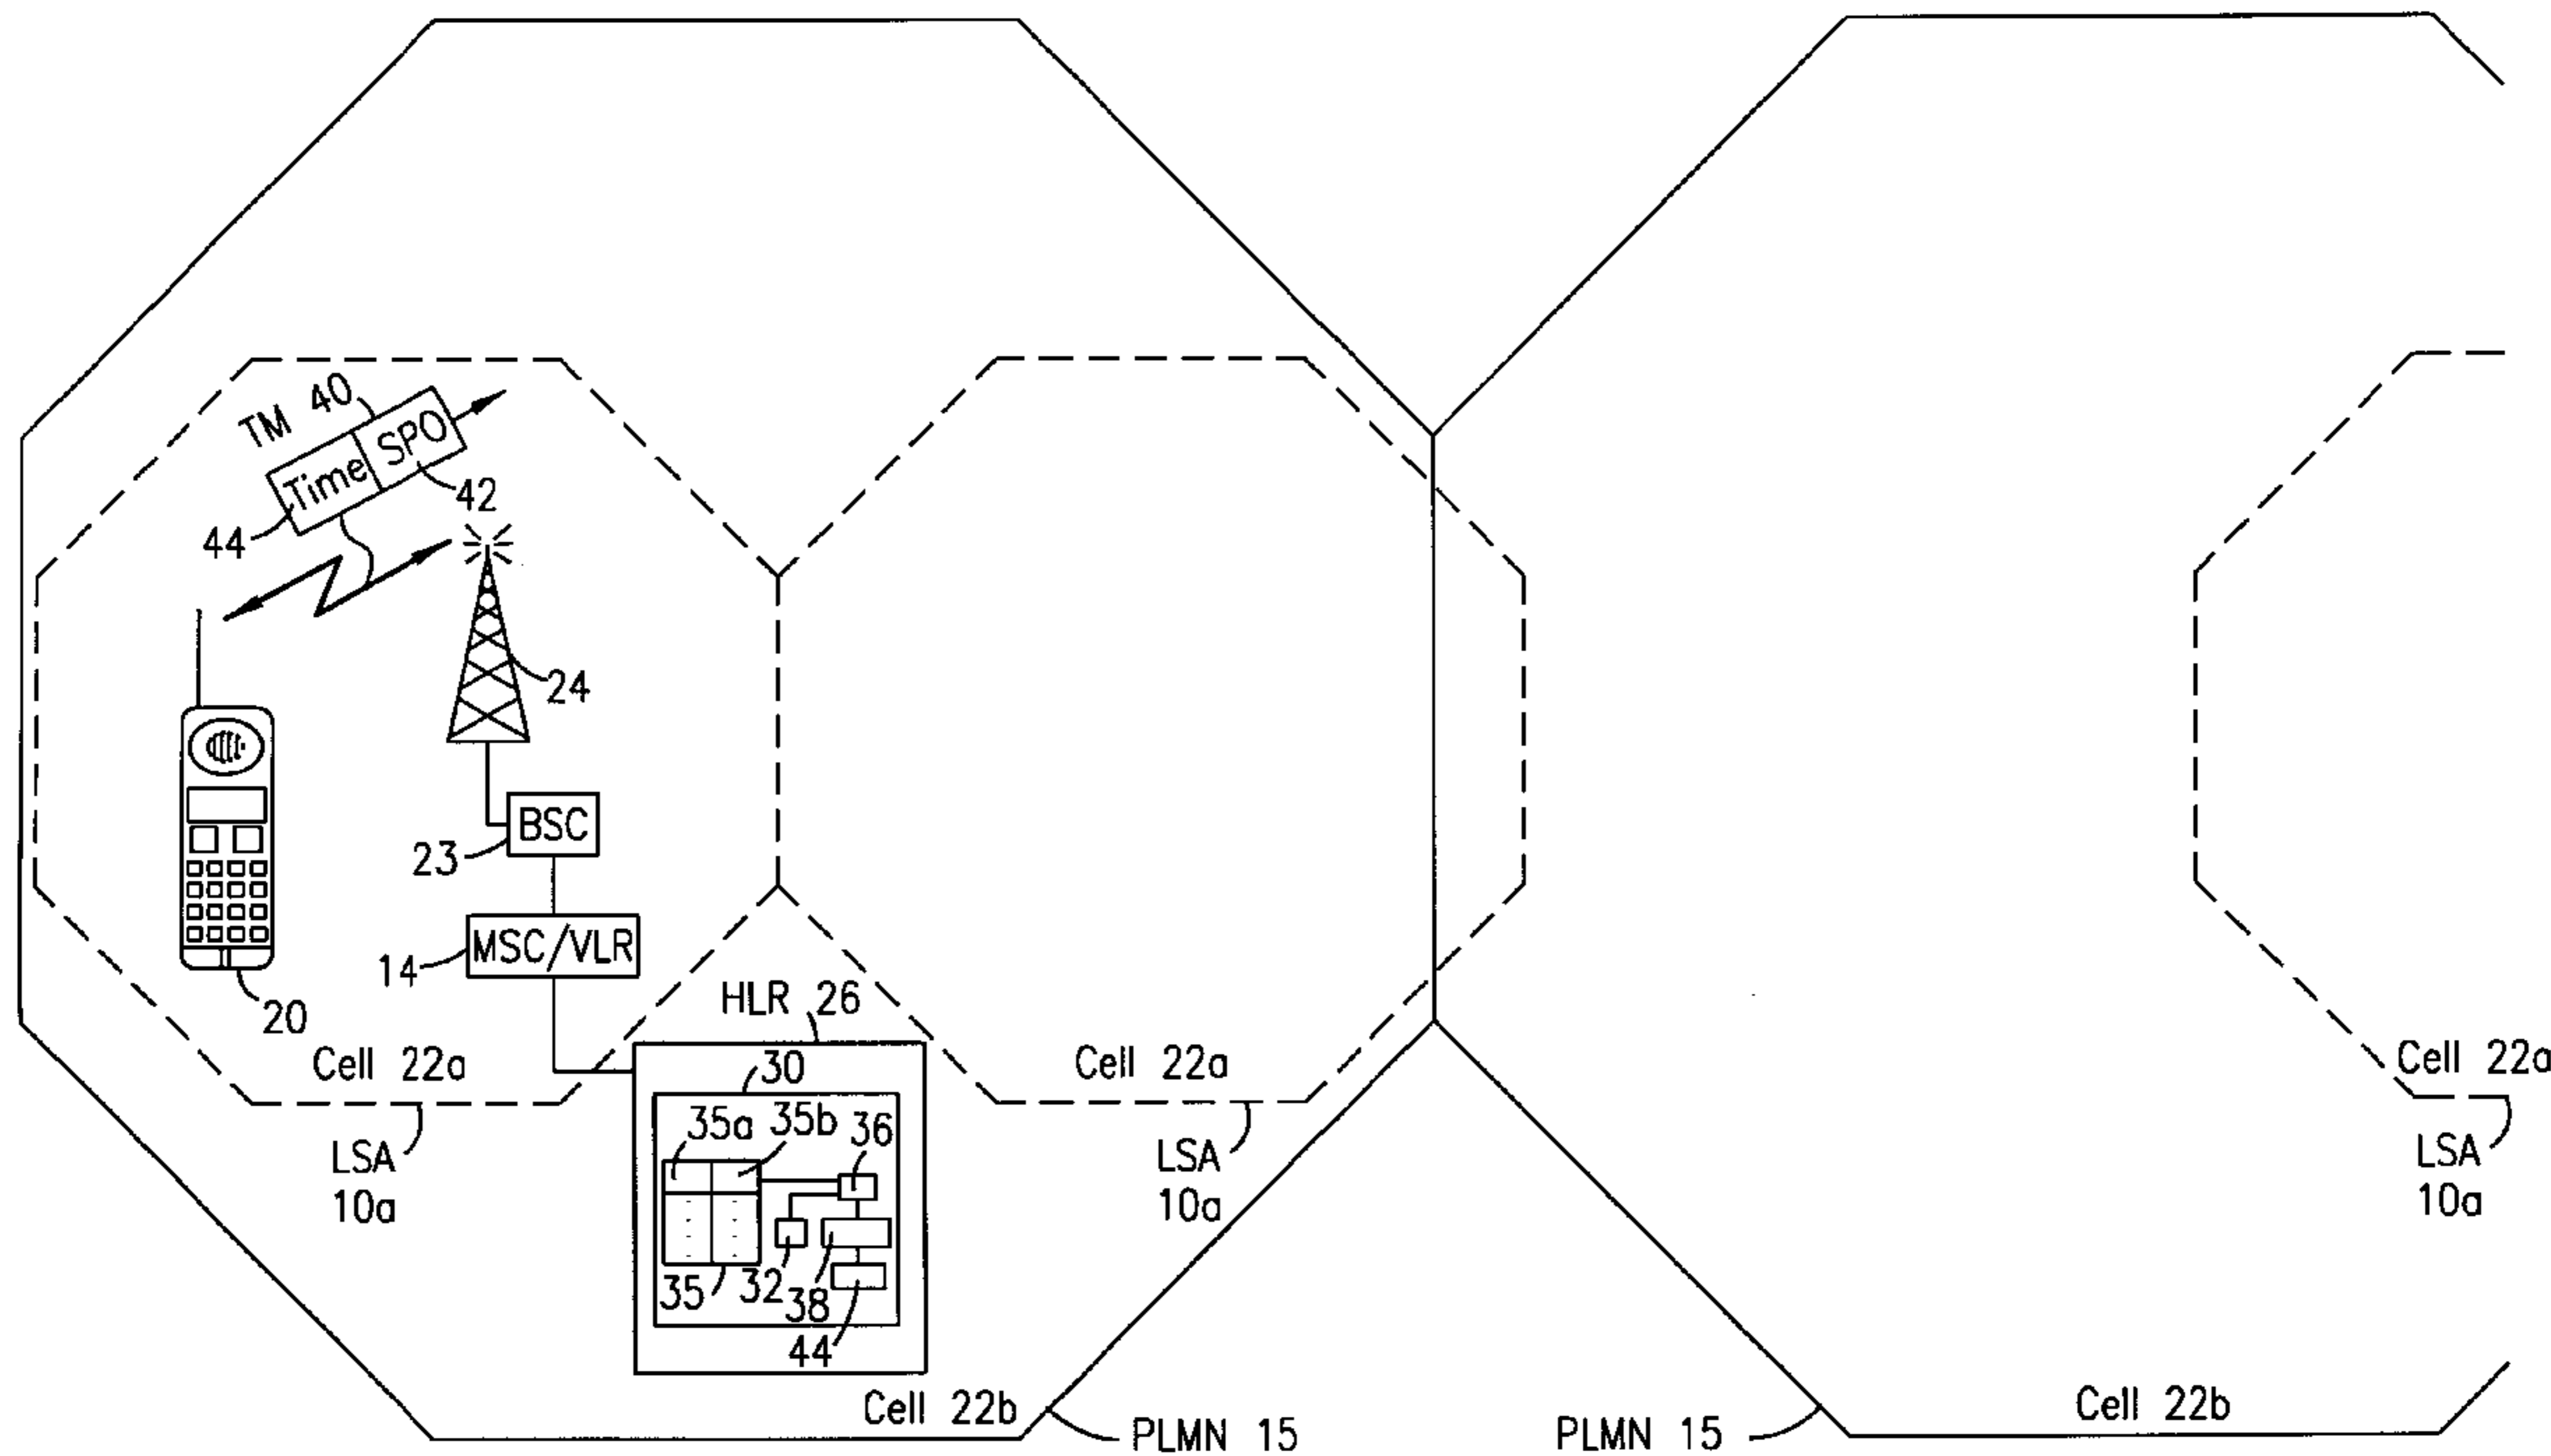 TM 40
Time SPO
42
44
24
BSC
23
MSC/VLR
14
20
HLR 26
Cell 22a
Cell 22a
Cell 22a
30
35a 35b 36
LSA
10a
LSA
10a
LSA
10a
35 32 38
44
Cell 22b
Cell 22b
PLMN 15
PLMN 15